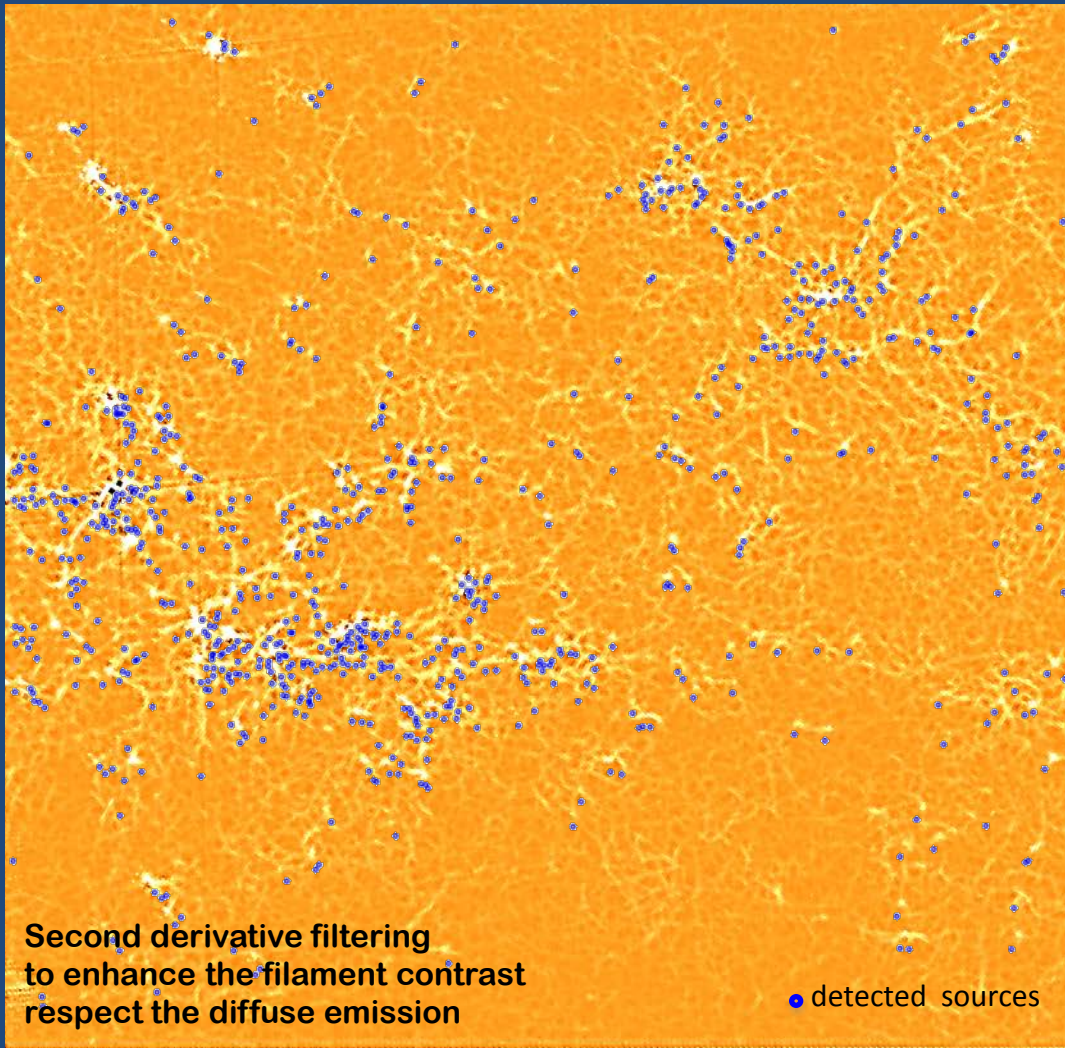 Second derivative filtering
to enhance the filament contrast
respect the diffuse emission
detected sources